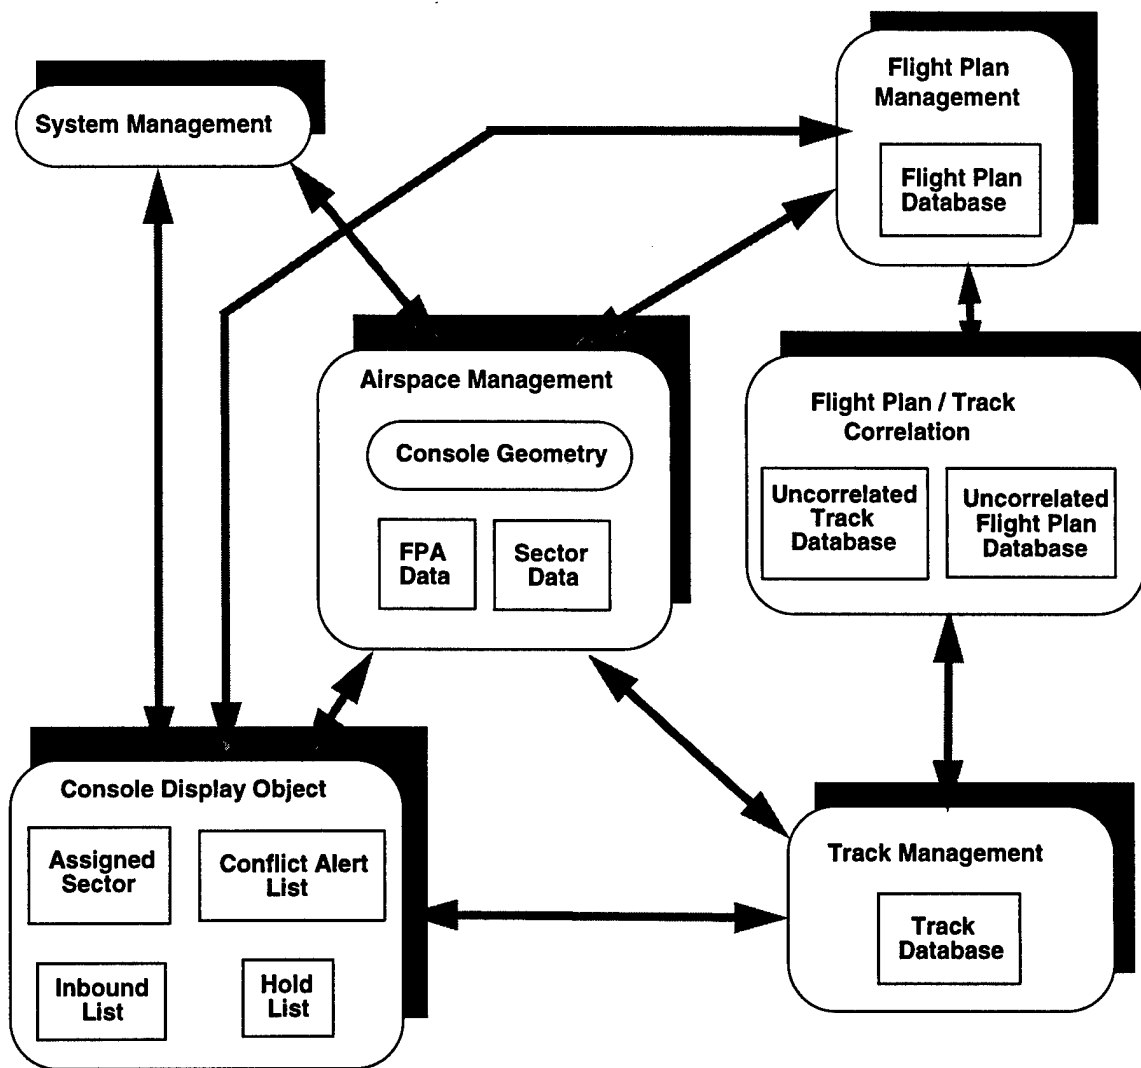 System Management
Flight Plan
Management
Flight Plan
Database
Airspace Management
Console Geometry
FPA
Data
Sector
Data
Flight Plan / Track
Correlation
Uncorrelated
Track
Database
Uncorrelated
Flight Plan
Database
Console Display Object
Assigned
Sector
Conflict Alert
List
Inbound
List
Hold
List
Track Management
Track
Database